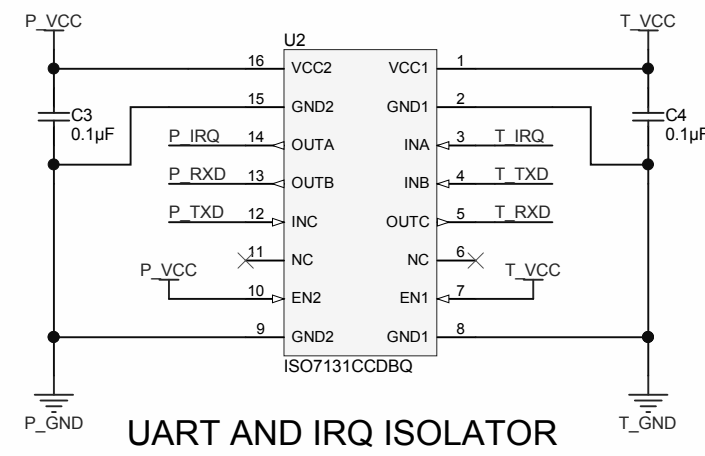 P_VCC
T_VCC
U2
16 VCC2 VCC1 1
15 GND2 GND1 2
C3
0.1µF
C4
0.1µF
P_IRQ 14 OUTA INA 3 T_IRQ
P_RXD 13 OUTB INB 4 T_TXD
P_TXD 12 INC OUTC 5 T_RXD
11 NC NC 6
P_VCC
T_VCC
10 EN2 EN1 7
9 GND2 GND1 8
ISO7131CCDBQ
P_GND
T_GND
UART AND IRQ ISOLATOR